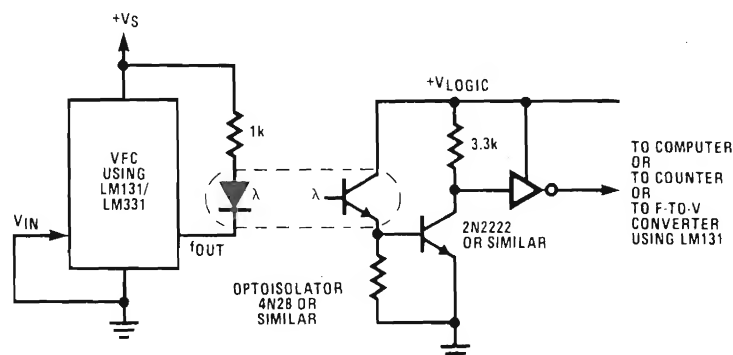 +VS
1k
VFC
USING
LM131/
LM331
λ
VIN
fOUT
+VLOGIC
λ
3.3k
2N2222
OR SIMILAR
OPTOISOLATOR
4N28 OR
SIMILAR
TO COMPUTER
OR
TO COUNTER
OR
TO F-TO-V
CONVERTER
USING LM131